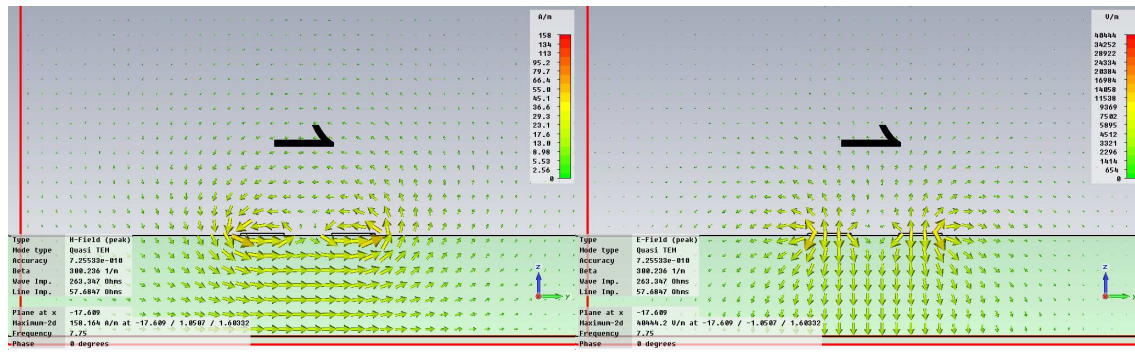 A/m
158
134
113
95.2
79.7
66.4
55.0
45.1
36.6
29.3
23.1
17.6
13.0
8.98
5.53
2.56
0
1
Type H-Field (peak)
Mode type Quasi TEM
Accuracy 7.25533e-010
Beta 300.236 1/m
Wave Imp. 263.347 Ohms
Line Imp. 57.6847 Ohms
Plane at x -17.609
Maximum-2d 158.164 A/m at -17.609 / 1.0507 / 1.60332
Frequency 7.75
Phase 0 degrees
z
y
V/m
40444
34252
28922
24334
20384
16984
14058
11538
9369
7502
5895
4512
3321
2296
1414
654
0
1
Type E-Field (peak)
Mode type Quasi TEM
Accuracy 7.25533e-010
Beta 300.236 1/m
Wave Imp. 263.347 Ohms
Line Imp. 57.6847 Ohms
Plane at x -17.609
Maximum-2d 40444.2 V/m at -17.609 / -1.0507 / 1.60332
Frequency 7.75
Phase 0 degrees
z
y